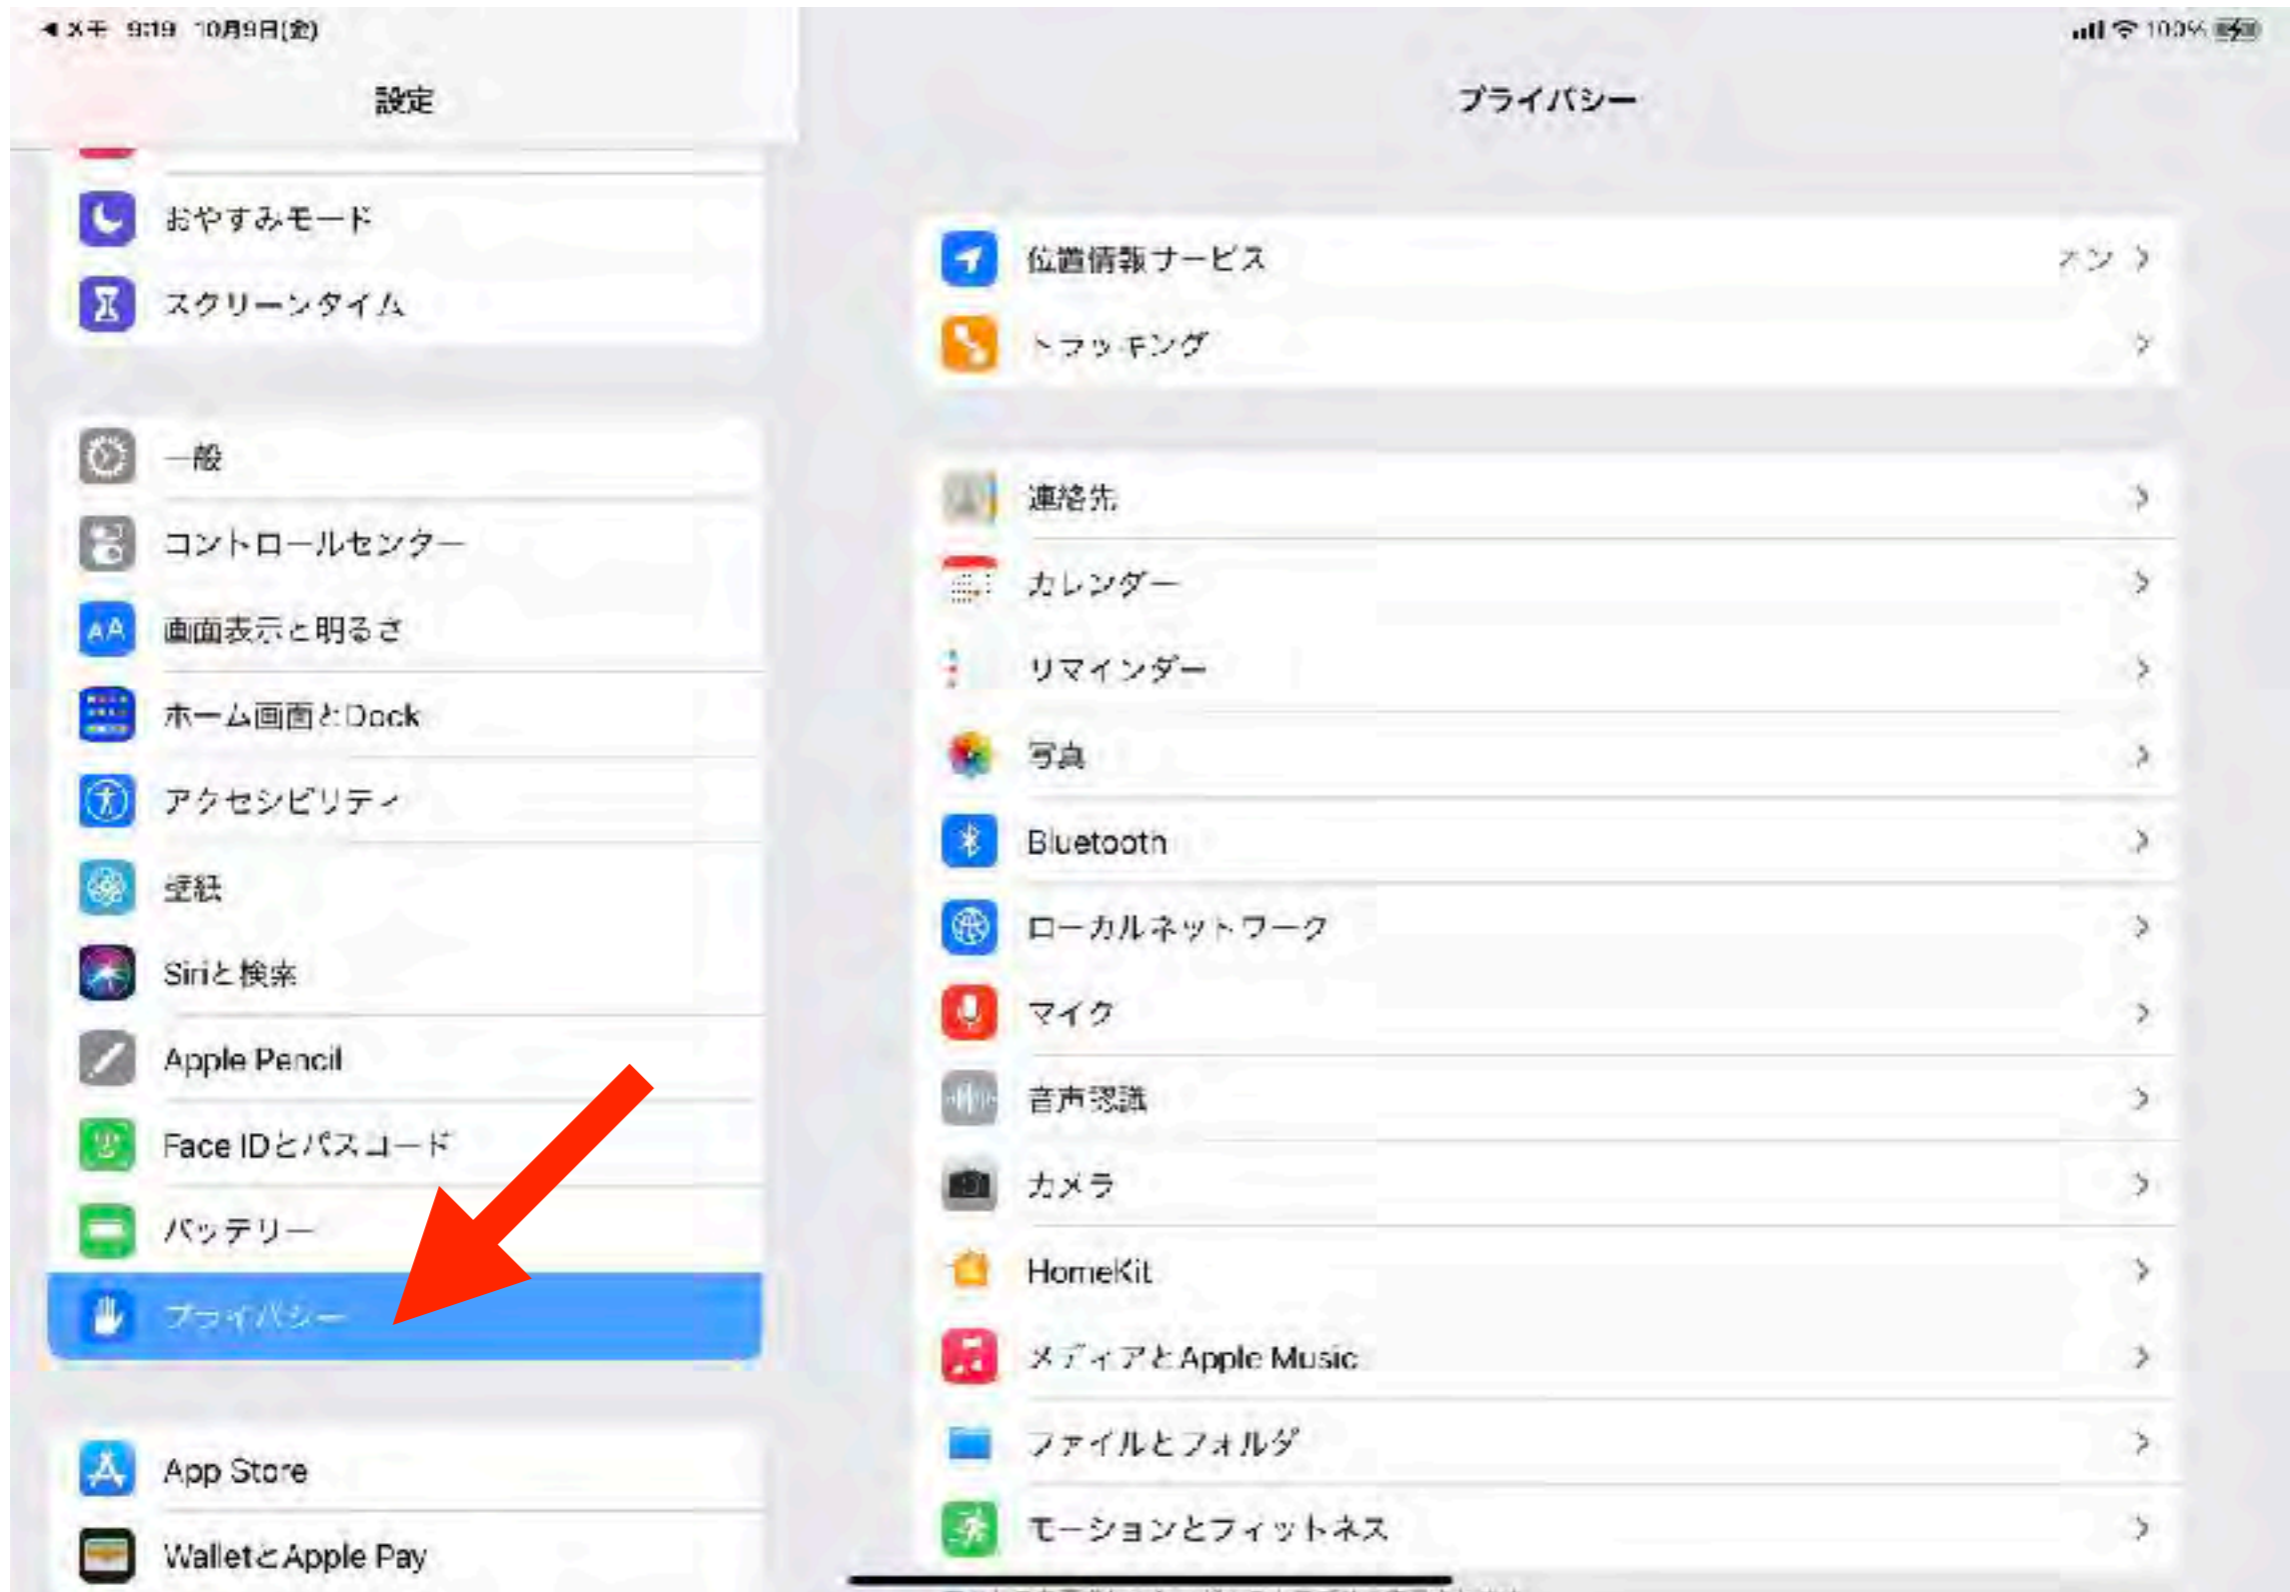 ◀メモ 9:19 10月9日(金)
100%
設定
おやすみモード
スクリーンタイム
一般
コントロールセンター
画面表示と明るさ
ホーム画面とDock
アクセシビリティ
壁紙
Siriと検索
Apple Pencil
Face IDとパスコード
バッテリー
プライバシー
App Store
WalletとApple Pay
プライバシー
位置情報サービス オン
トラッキング
連絡先
カレンダー
リマインダー
写真
Bluetooth
ローカルネットワーク
マイク
音声認識
カメラ
HomeKit
メディアとApple Music
ファイルとフォルダ
モーションとフィットネス